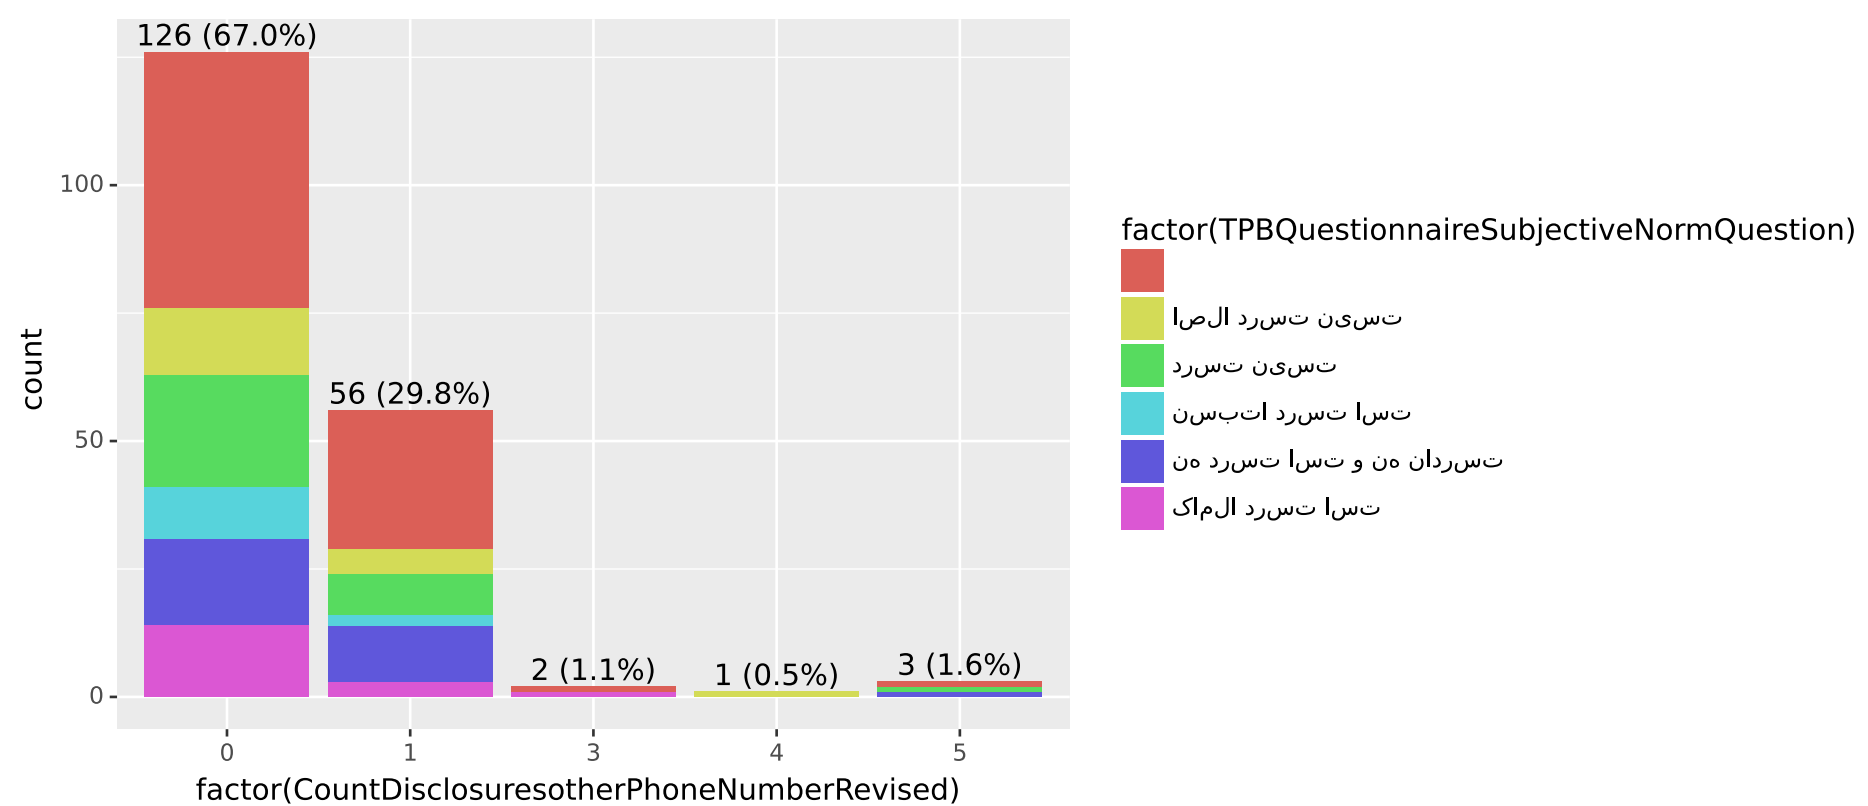 126 (67.0%)
56 (29.8%)
2 (1.1%)
1 (0.5%)
3 (1.6%)
100
50
0
count
0
1
3
4
5
factor(CountDisclosuresotherPhoneNumberRevised)
factor(TPBQuestionnaireSubjectiveNormQuestion)
اصلا درست نیست
درست نیست
نسبتا درست است
نه درست است و نه نادرست
کاملا درست است